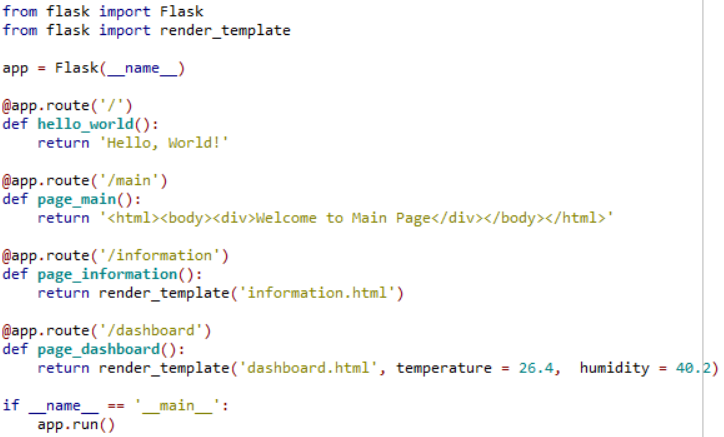 from flask import Flask
from flask import render_template
app = Flask(__name__)
@app.route('/')
def hello_world():
    return 'Hello, World!'
@app.route('/main')
def page_main():
    return '<html><body><div>Welcome to Main Page</div></body></html>'
@app.route('/information')
def page_information():
    return render_template('information.html')
@app.route('/dashboard')
def page_dashboard():
    return render_template('dashboard.html', temperature = 26.4,  humidity = 40.2)
if __name__ == '__main__':
    app.run()